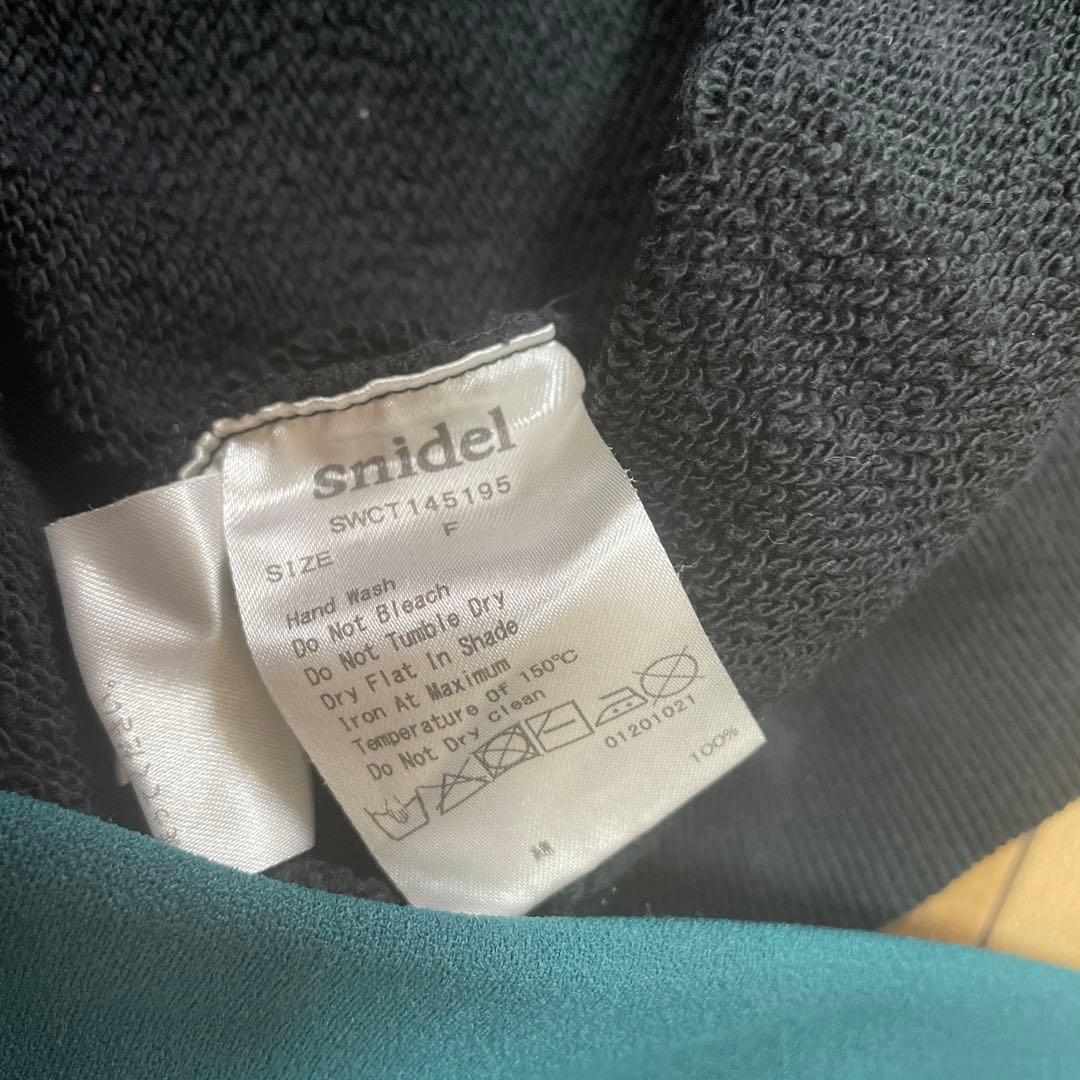 snidel
SWCT145195
SIZE F
Hand Wash
Do Not Bleach
Do Not Tumble Dry
Dry Flat In Shade
Iron At Maximum
Temperature Of 150℃
Do Not Dry clean
01201021
100%